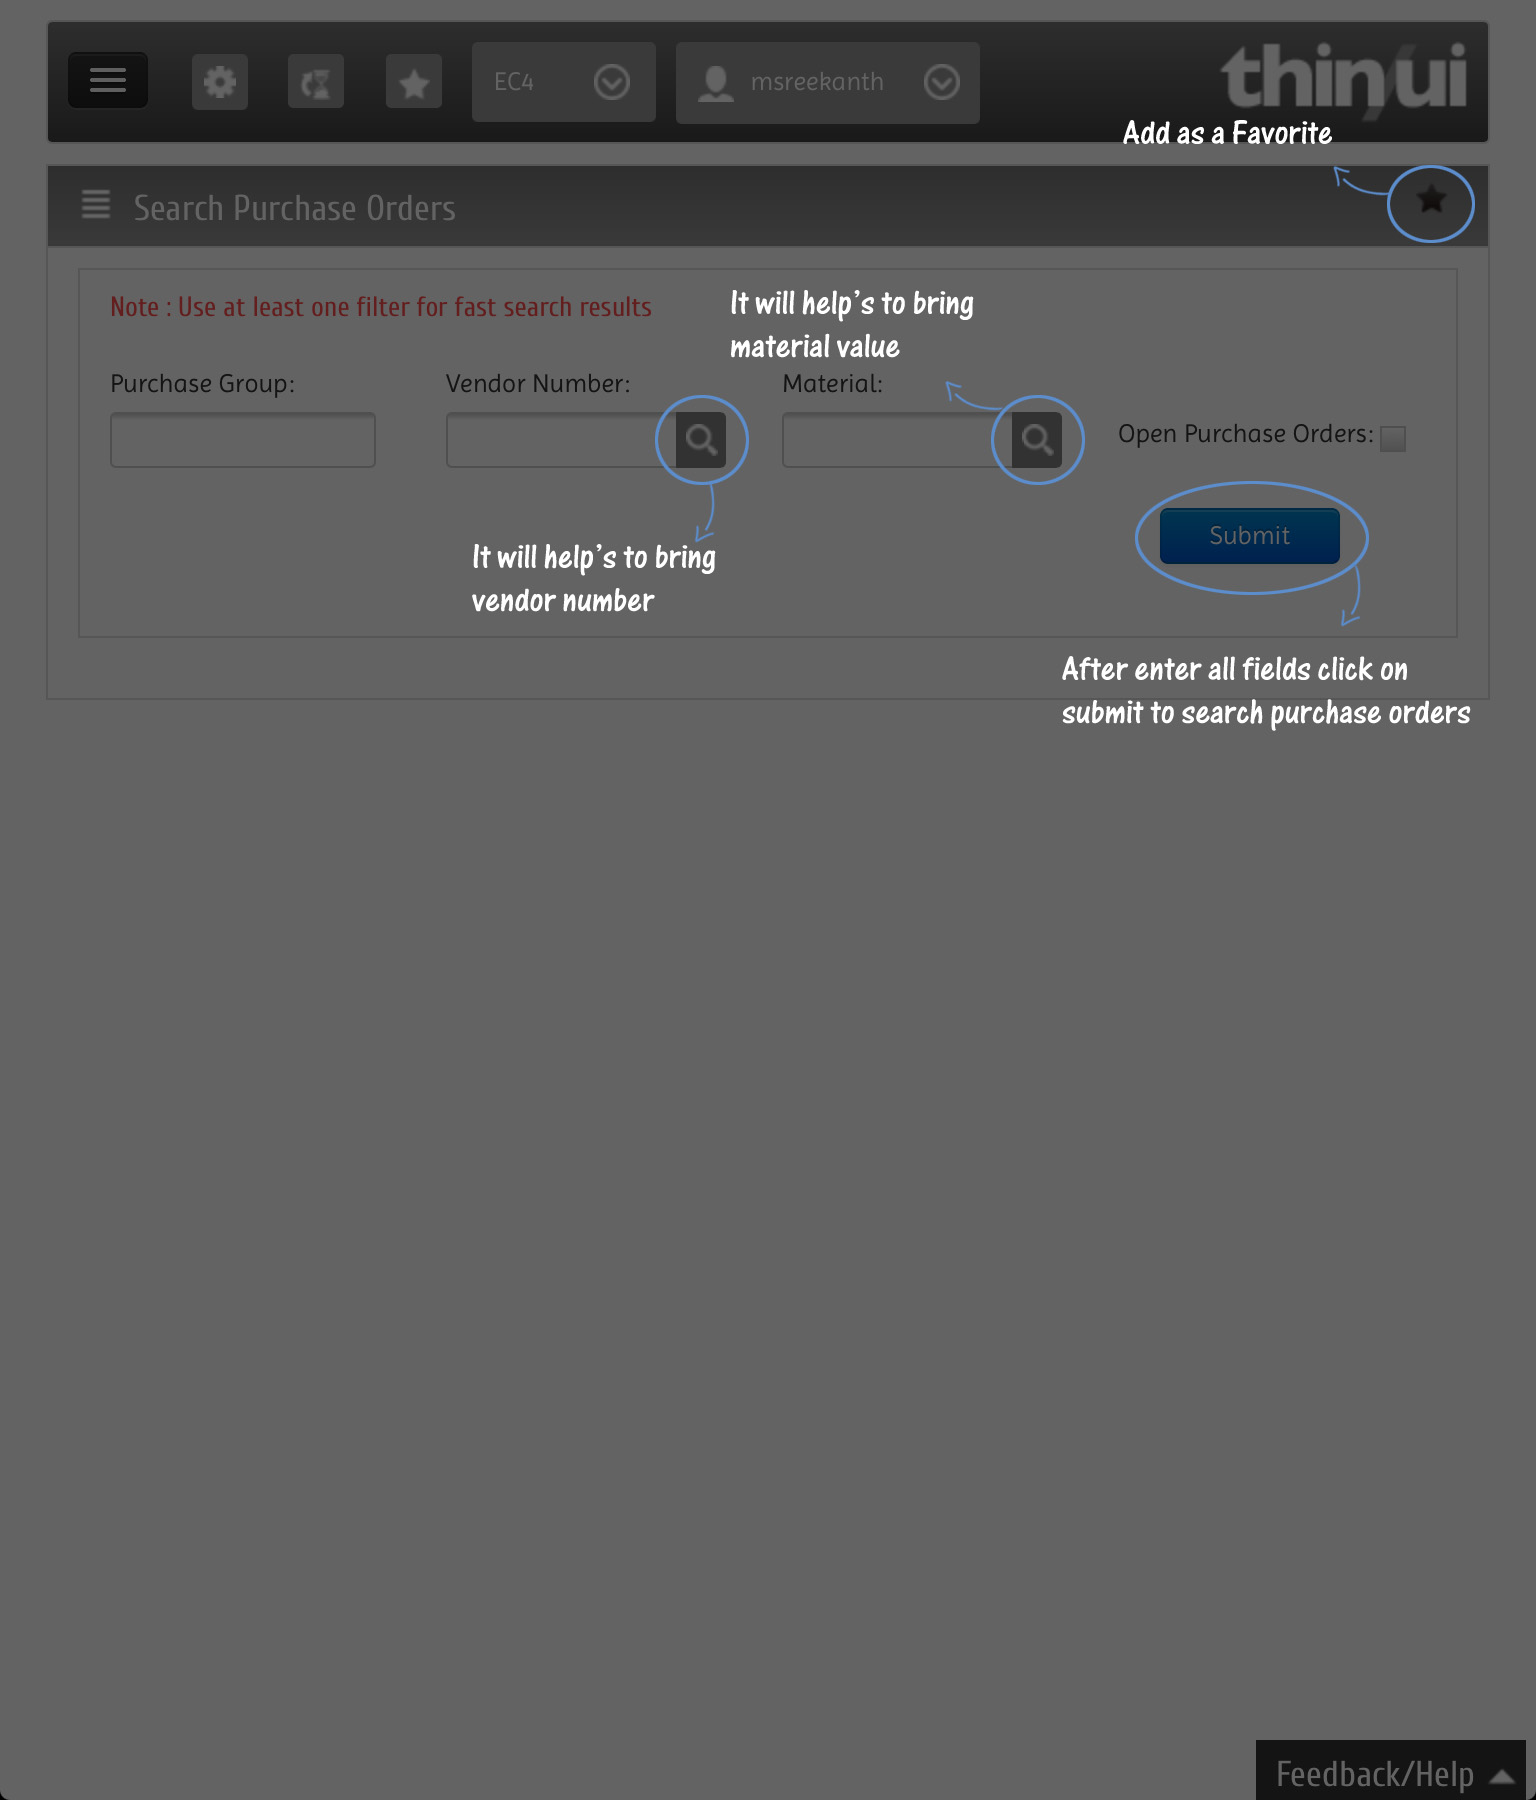 EC4
msreekanth
thin/ui
Add as a Favorite
Search Purchase Orders
Note : Use at least one filter for fast search results
It will help's to bring
material value
Purchase Group:
Vendor Number:
Material:
Open Purchase Orders:
Submit
It will help's to bring
vendor number
After enter all fields click on
submit to search purchase orders
Feedback/Help